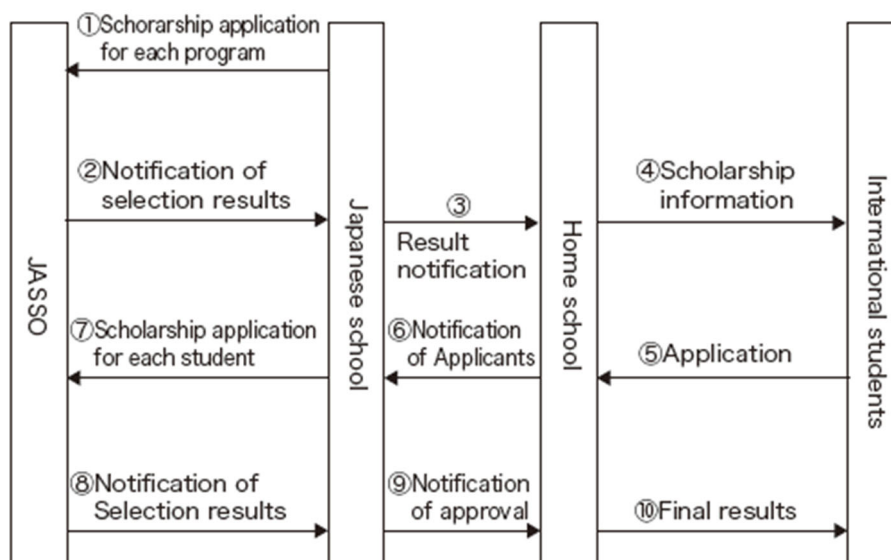 ①Schorarship application
for each program
②Notification of
selection results
③
Result
notification
④Scholarship
information
⑦Scholarship application
for each student
⑥Notification
of Applicants
⑤Application
⑧Notification of
Selection results
⑨Notification
of approval
⑩Final results
JASSO
Japanese school
Home school
International students